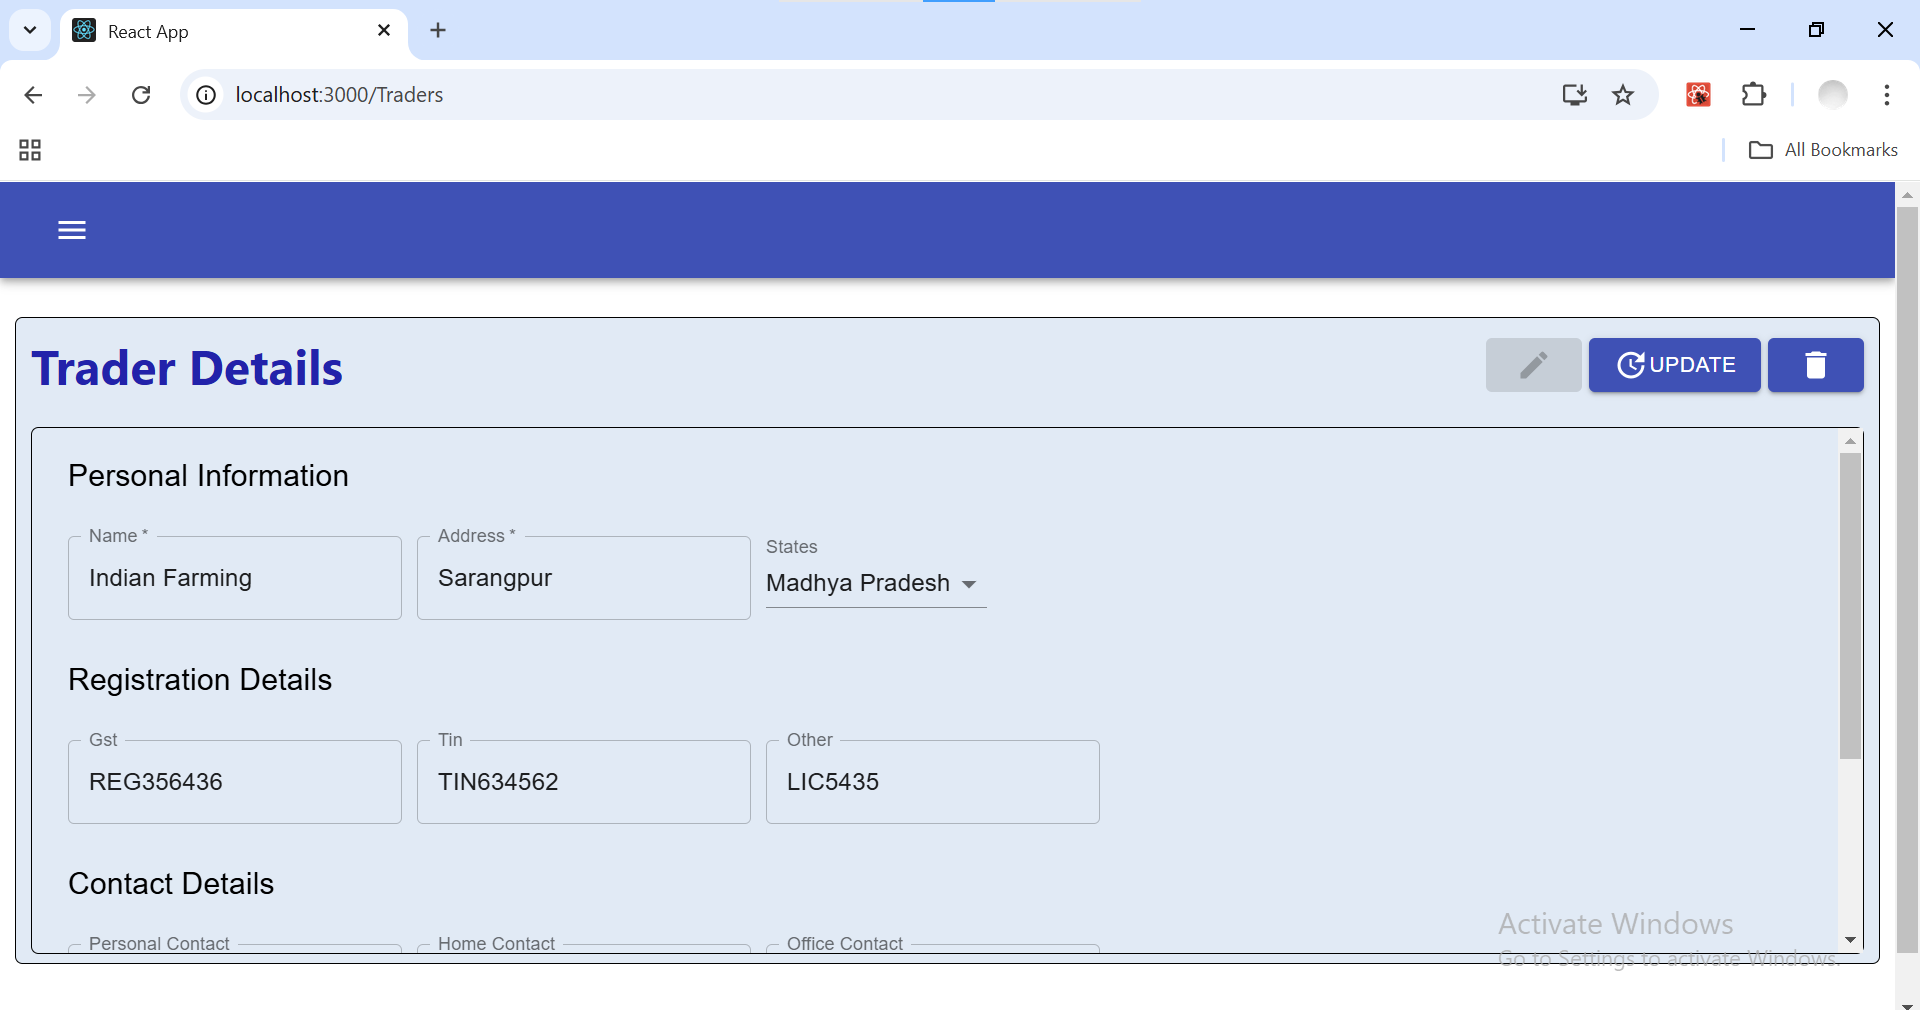 React App
localhost:3000/Traders
All Bookmarks
Trader Details
UPDATE
Personal Information
Name *
Address *
States
Indian Farming
Sarangpur
Madhya Pradesh
Registration Details
Gst
Tin
Other
REG356436
TIN634562
LIC5435
Contact Details
Personal Contact
Home Contact
Office Contact
Activate Windows
Go to Settings to activate Windows.